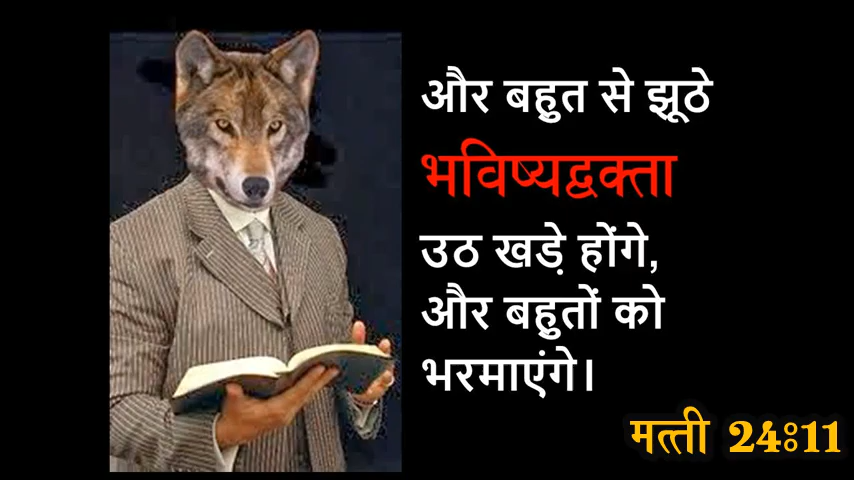 और बहुत से झूठे
भविष्यद्वक्ता
उठ खडे़ होंगे,
और बहुतों को
भरमाएंगे।
मत्ती 24:11